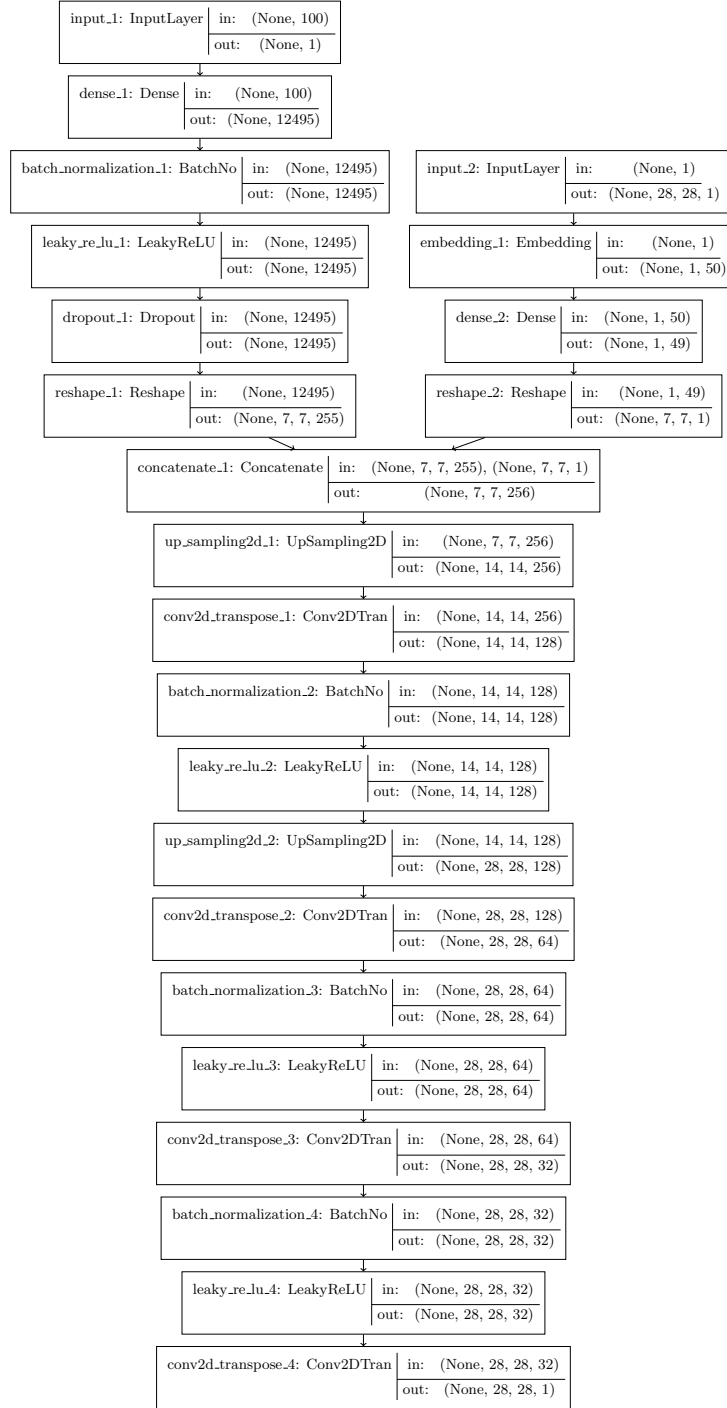 input_1: InputLayer in: (None, 100)
out: (None, 1)
dense_1: Dense in: (None, 100)
out: (None, 12495)
batch_normalization_1: BatchNo in: (None, 12495)
out: (None, 12495)
input_2: InputLayer in: (None, 1)
out: (None, 28, 28, 1)
leaky_re_lu_1: LeakyReLU in: (None, 12495)
out: (None, 12495)
embedding_1: Embedding in: (None, 1)
out: (None, 1, 50)
dropout_1: Dropout in: (None, 12495)
out: (None, 12495)
dense_2: Dense in: (None, 1, 50)
out: (None, 1, 49)
reshape_1: Reshape in: (None, 12495)
out: (None, 7, 7, 255)
reshape_2: Reshape in: (None, 1, 49)
out: (None, 7, 7, 1)
concatenate_1: Concatenate in: (None, 7, 7, 255), (None, 7, 7, 1)
out: (None, 7, 7, 256)
up_sampling2d_1: UpSampling2D in: (None, 7, 7, 256)
out: (None, 14, 14, 256)
conv2d_transpose_1: Conv2DTran in: (None, 14, 14, 256)
out: (None, 14, 14, 128)
batch_normalization_2: BatchNo in: (None, 14, 14, 128)
out: (None, 14, 14, 128)
leaky_re_lu_2: LeakyReLU in: (None, 14, 14, 128)
out: (None, 14, 14, 128)
up_sampling2d_2: UpSampling2D in: (None, 14, 14, 128)
out: (None, 28, 28, 128)
conv2d_transpose_2: Conv2DTran in: (None, 28, 28, 128)
out: (None, 28, 28, 64)
batch_normalization_3: BatchNo in: (None, 28, 28, 64)
out: (None, 28, 28, 64)
leaky_re_lu_3: LeakyReLU in: (None, 28, 28, 64)
out: (None, 28, 28, 64)
conv2d_transpose_3: Conv2DTran in: (None, 28, 28, 64)
out: (None, 28, 28, 32)
batch_normalization_4: BatchNo in: (None, 28, 28, 32)
out: (None, 28, 28, 32)
leaky_re_lu_4: LeakyReLU in: (None, 28, 28, 32)
out: (None, 28, 28, 32)
conv2d_transpose_4: Conv2DTran in: (None, 28, 28, 32)
out: (None, 28, 28, 1)